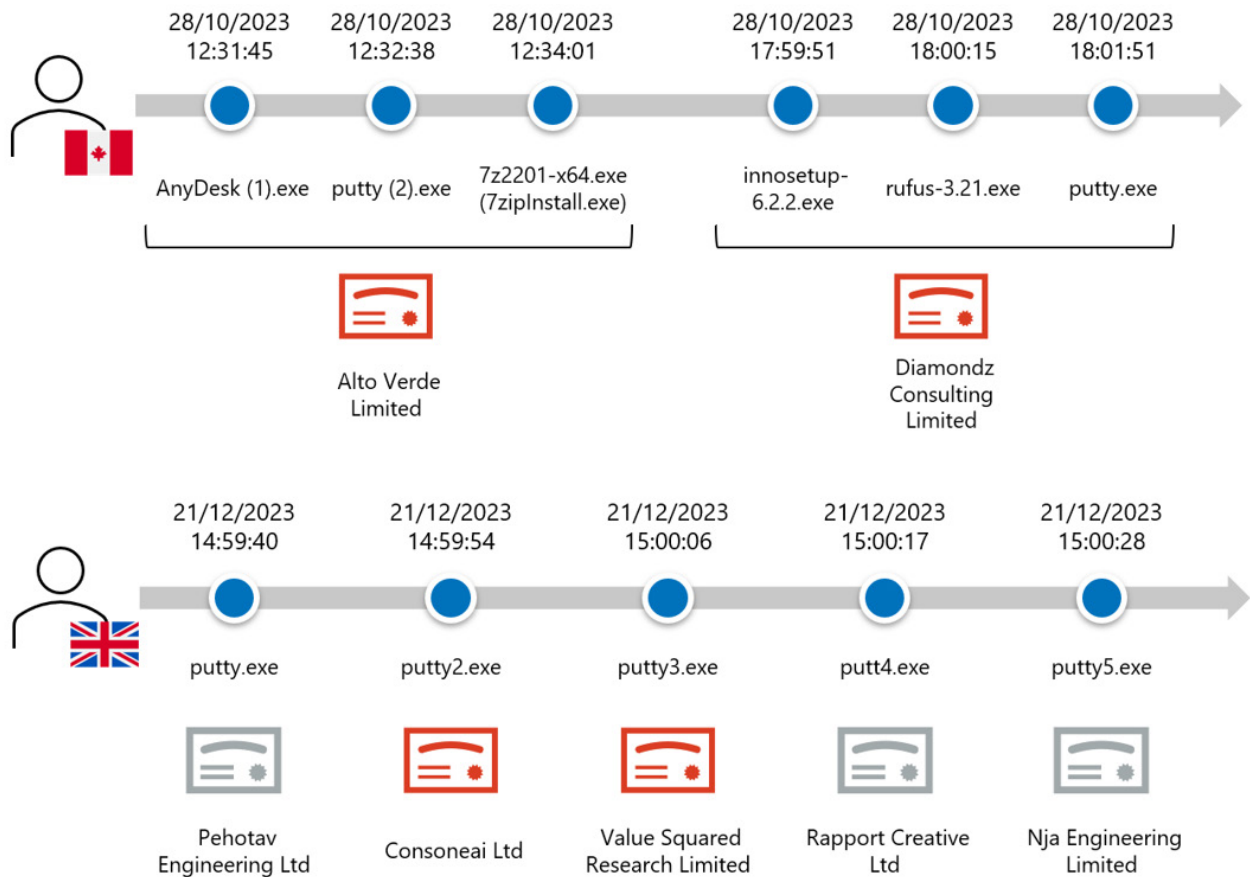 28/10/2023 28/10/2023 28/10/2023 28/10/2023 28/10/2023 28/10/2023
12:31:45 12:32:38 12:34:01 17:59:51 18:00:15 18:01:51
AnyDesk (1).exe putty (2).exe 7z2201-x64.exe innosetup- rufus-3.21.exe putty.exe
(7zipInstall.exe) 6.2.2.exe
Alto Verde
Limited
Diamondz
Consulting
Limited
21/12/2023 21/12/2023 21/12/2023 21/12/2023 21/12/2023
14:59:40 14:59:54 15:00:06 15:00:17 15:00:28
putty.exe putty2.exe putty3.exe putt4.exe putty5.exe
Pehotav Consoneai Ltd Value Squared Rapport Creative Nja Engineering
Engineering Ltd Research Limited Ltd Limited